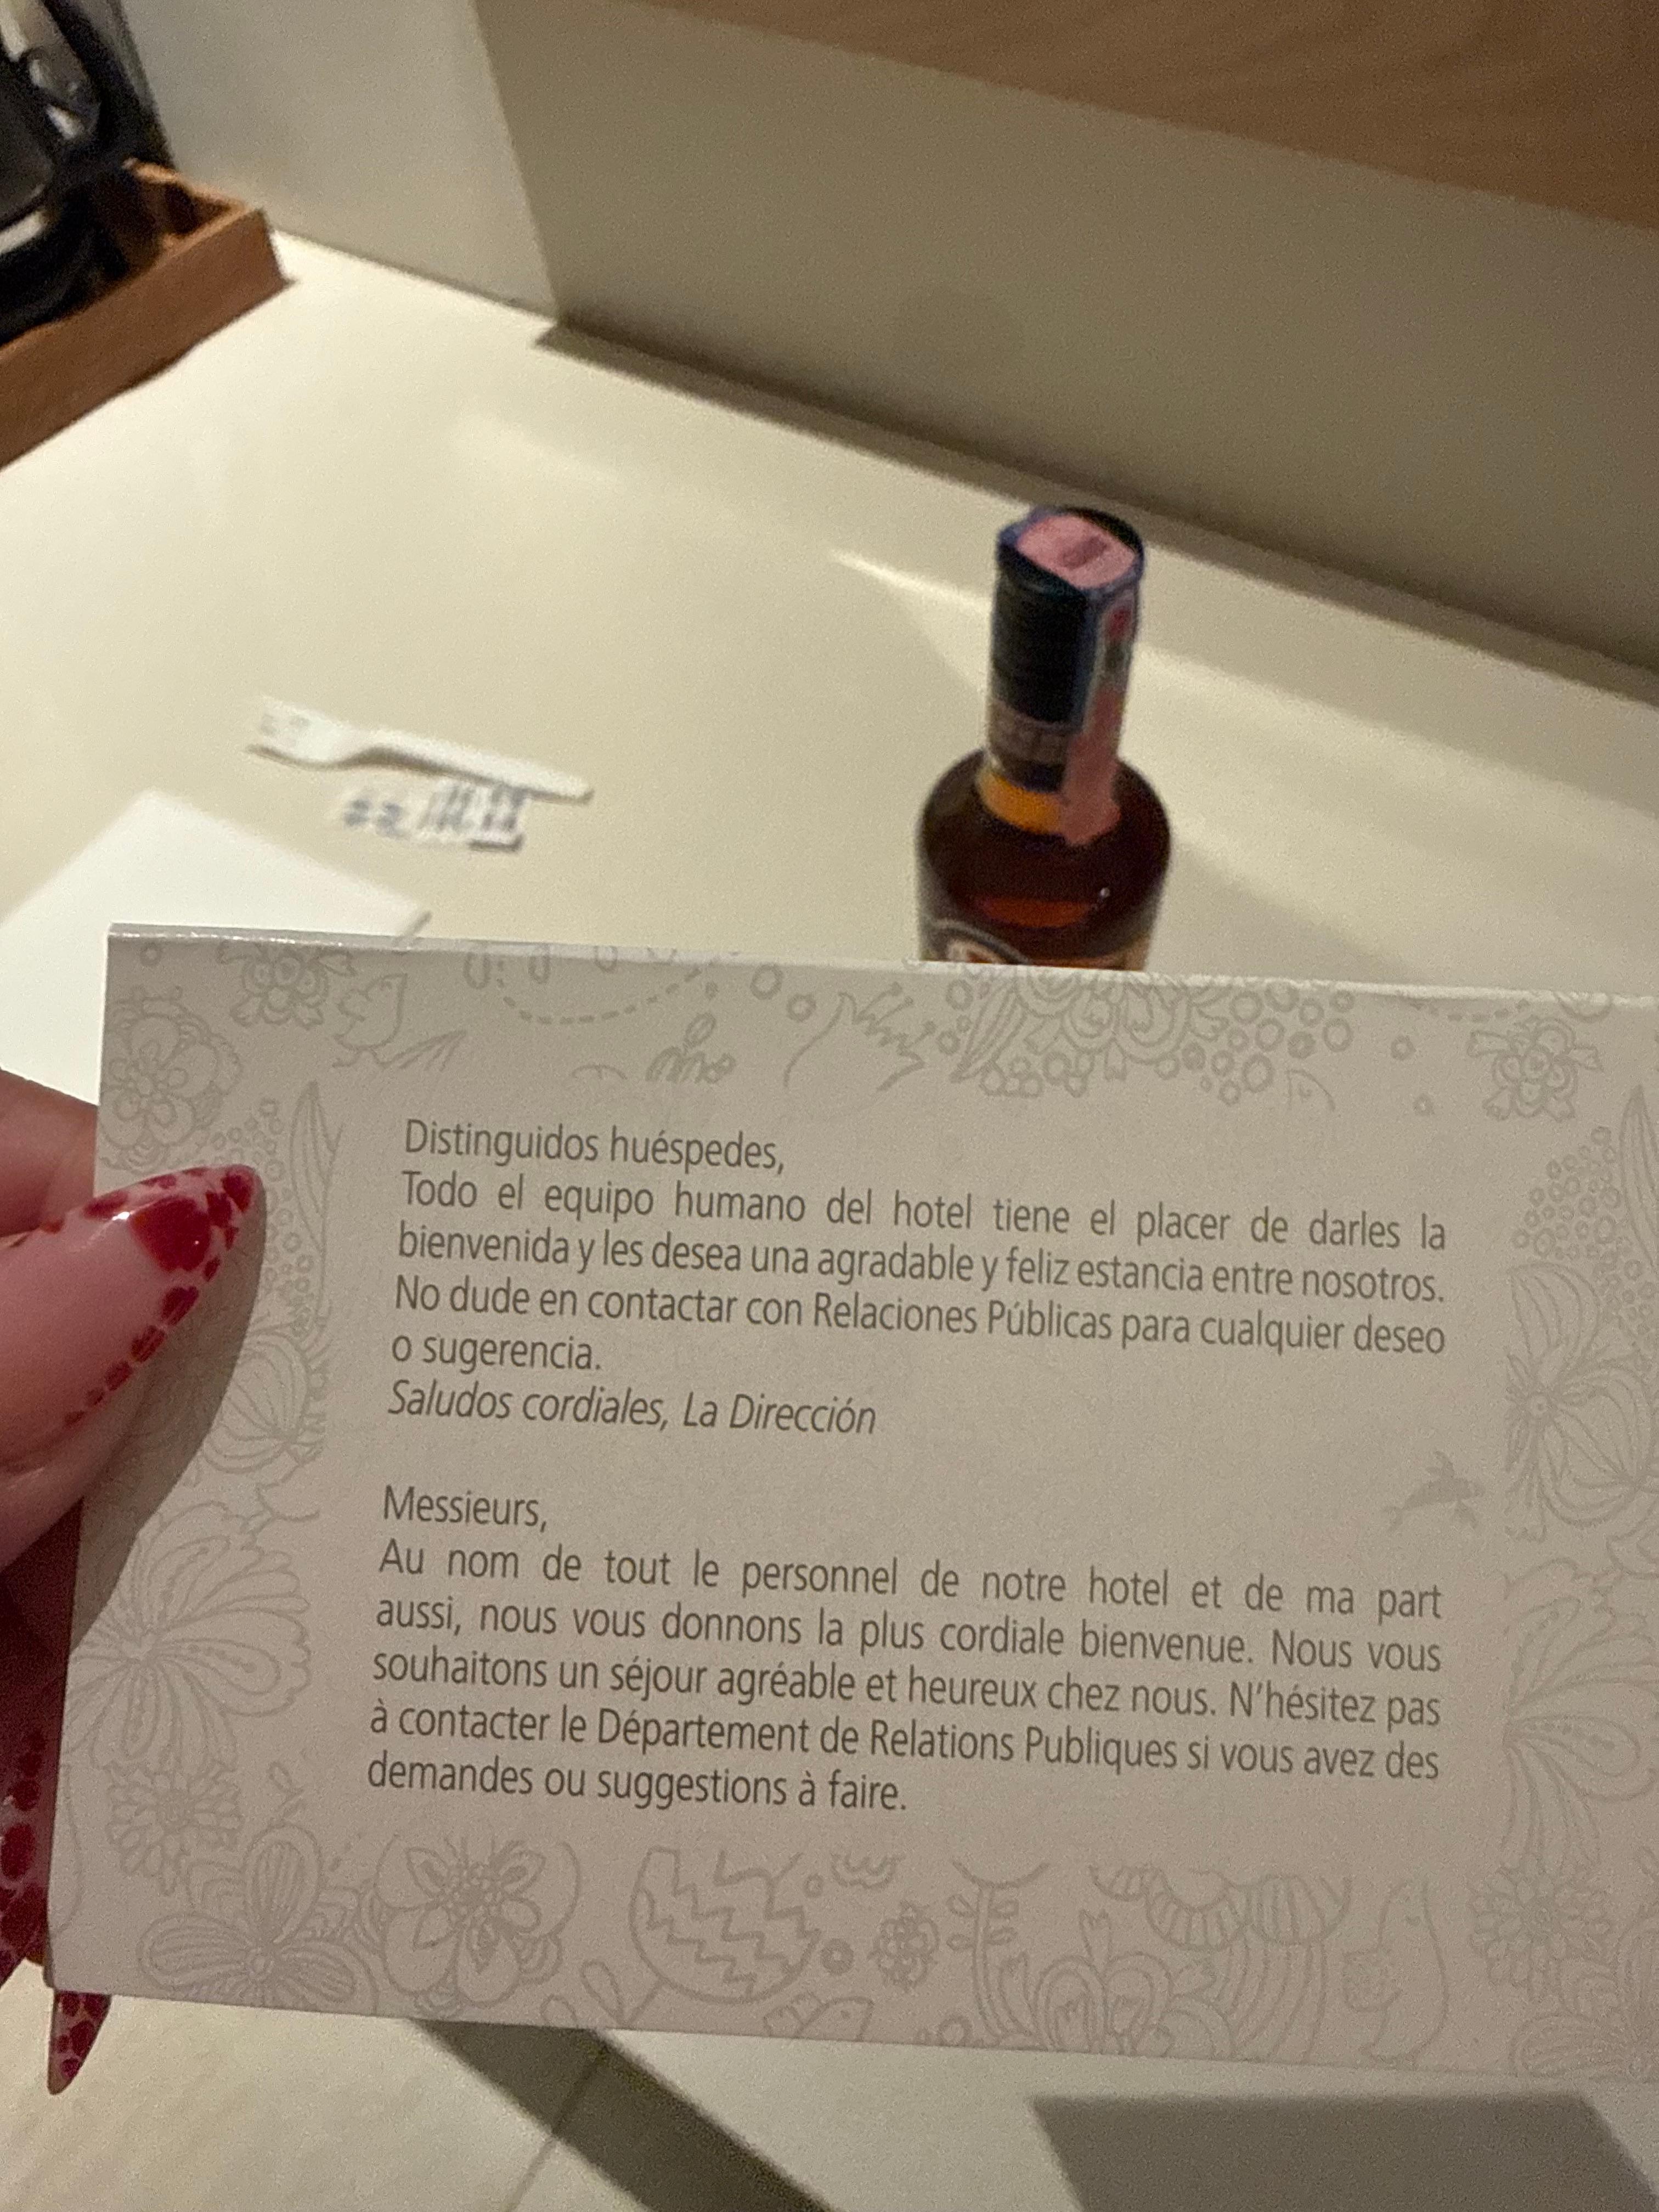 Distinguidos huéspedes,
Todo el equipo humano del hotel tiene el placer de darles la
bienvenida y les desea una agradable y feliz estancia entre nosotros.
No dude en contactar con Relaciones Públicas para cualquier deseo
o sugerencia.
Saludos cordiales, La Dirección
Messieurs,
Au nom de tout le personnel de notre hotel et de ma part
aussi, nous vous donnons la plus cordiale bienvenue. Nous vous
souhaitons un séjour agréable et heureux chez nous. N'hésitez pas
à contacter le Département de Relations Publiques si vous avez des
demandes ou suggestions à faire.